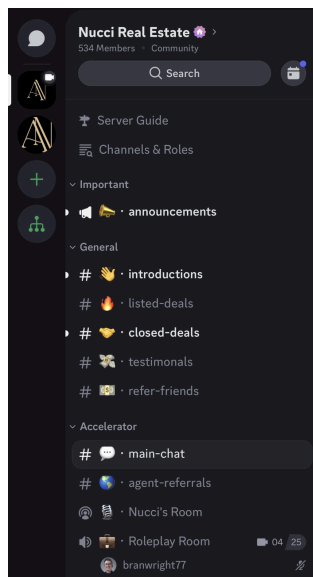 Nucci Real Estate
534 Members • Community
Search
Server Guide
Channels & Roles
Important
· announcements
General
# · introductions
# · listed-deals
# · closed-deals
# · testimonals
# · refer-friends
Accelerator
# · main-chat
# · agent-referrals
· Nucci's Room
· Roleplay Room 04 25
branwright77